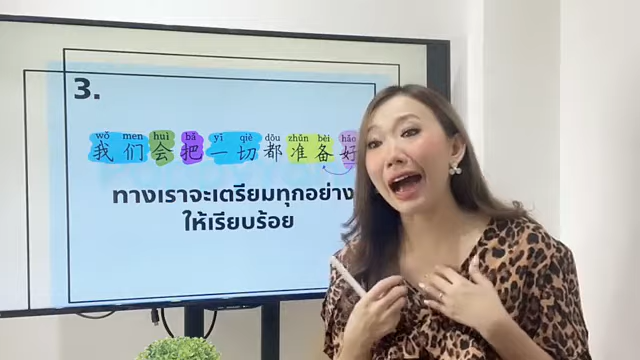 3.
wǒ men huì bǎ yī qiè dōu zhǔn bèi hǎo
我们会把一切都准备好
ทางเราจะเตรียมทุกอย่าง
ให้เรียบร้อย